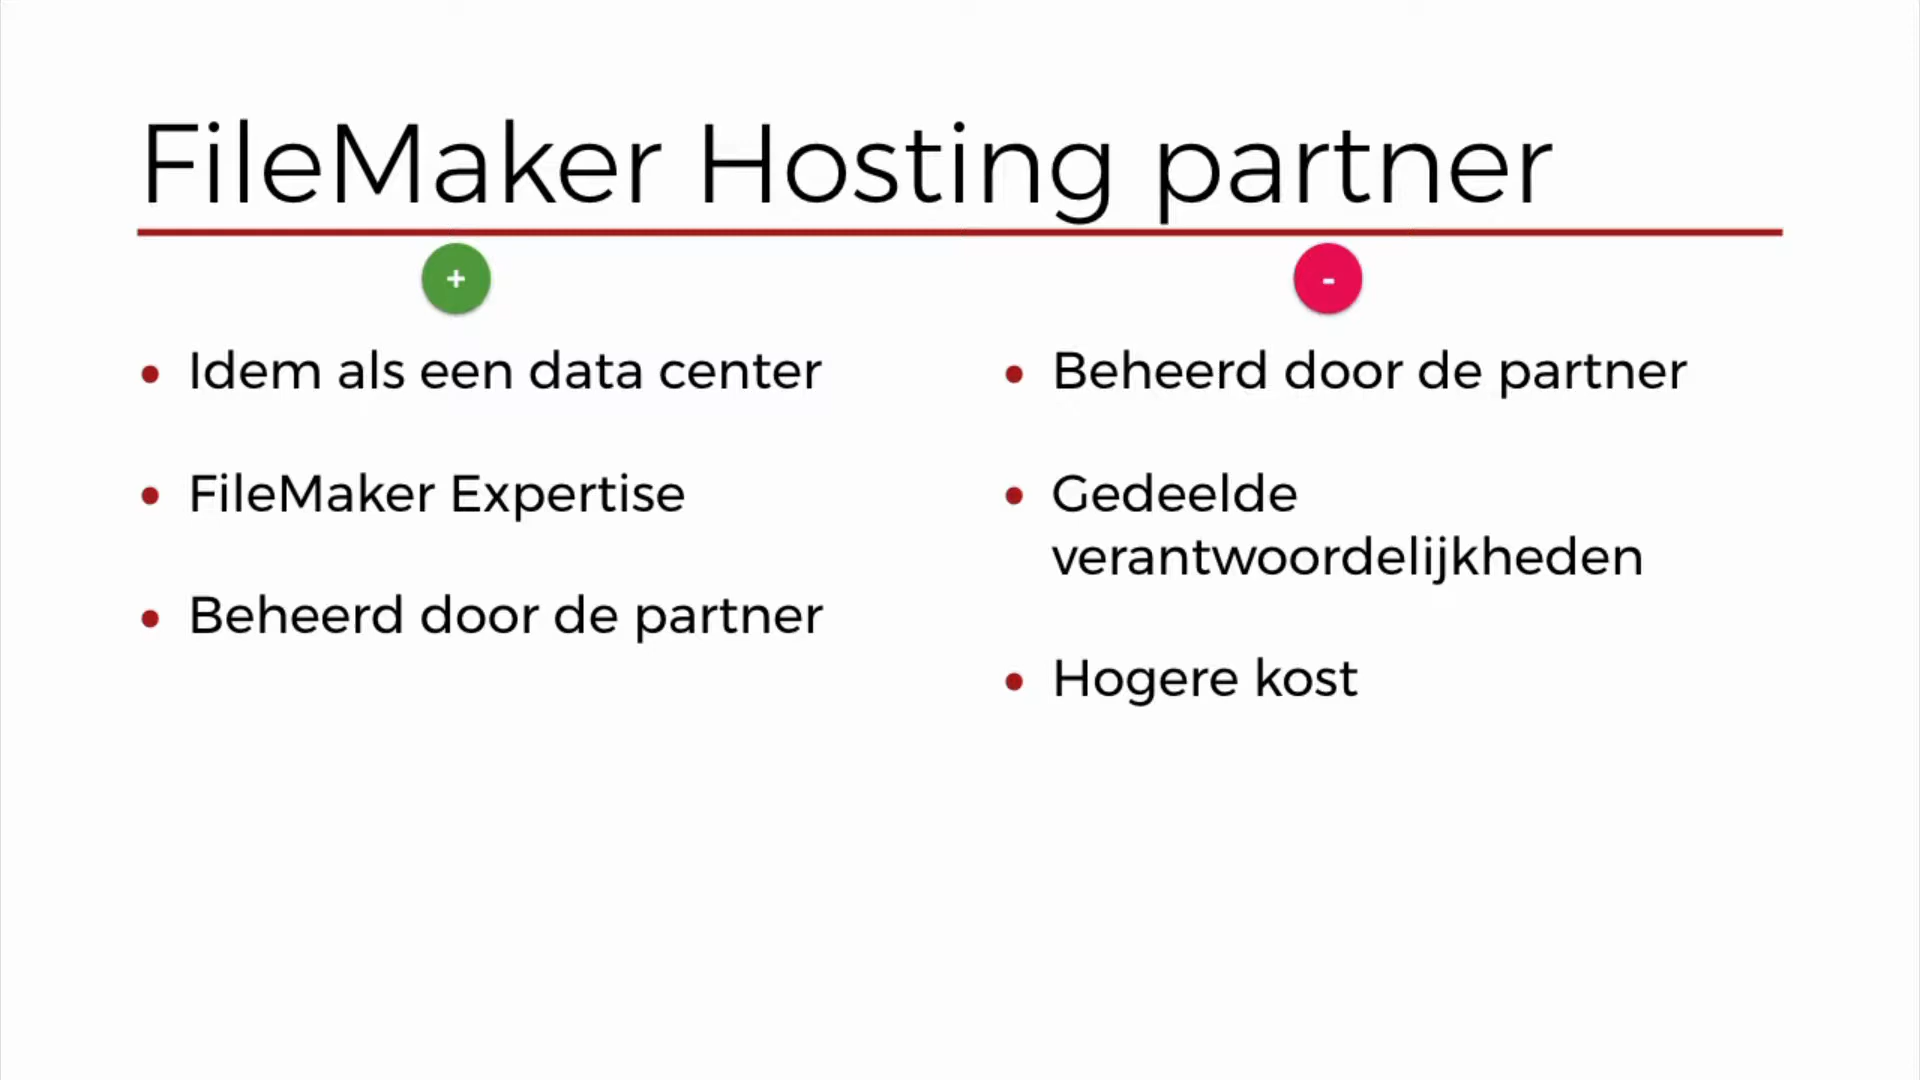 FileMaker Hosting partner
+
• Idem als een data center
• FileMaker Expertise
• Beheerd door de partner
-
• Beheerd door de partner
• Gedeelde
verantwoordelijkheden
• Hogere kost